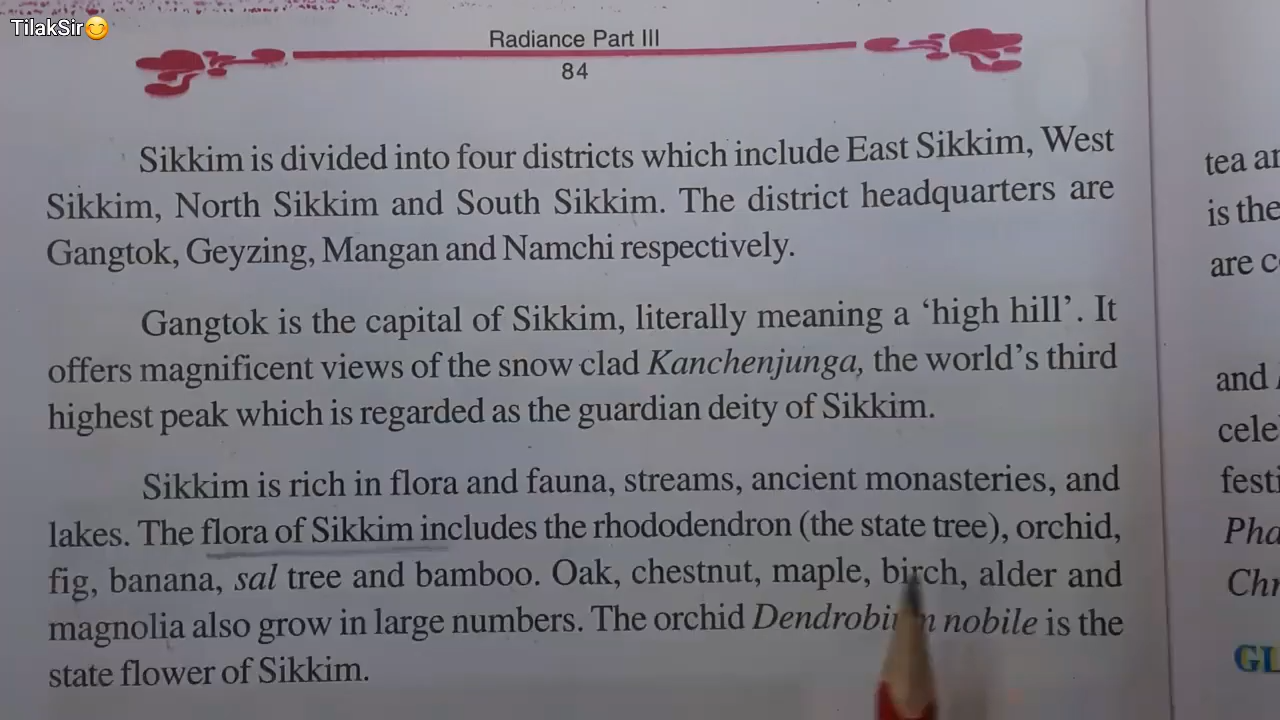 TilakSir😊
Radiance Part III
84
Sikkim is divided into four districts which include East Sikkim, West
Sikkim, North Sikkim and South Sikkim. The district headquarters are
Gangtok, Geyzing, Mangan and Namchi respectively.
Gangtok is the capital of Sikkim, literally meaning a ‘high hill’. It
offers magnificent views of the snow clad Kanchenjunga, the world’s third
highest peak which is regarded as the guardian deity of Sikkim.
Sikkim is rich in flora and fauna, streams, ancient monasteries, and
lakes. The flora of Sikkim includes the rhododendron (the state tree), orchid,
fig, banana, sal tree and bamboo. Oak, chestnut, maple, birch, alder and
magnolia also grow in large numbers. The orchid Dendrobium nobile is the
state flower of Sikkim.
tea
is the
are
and